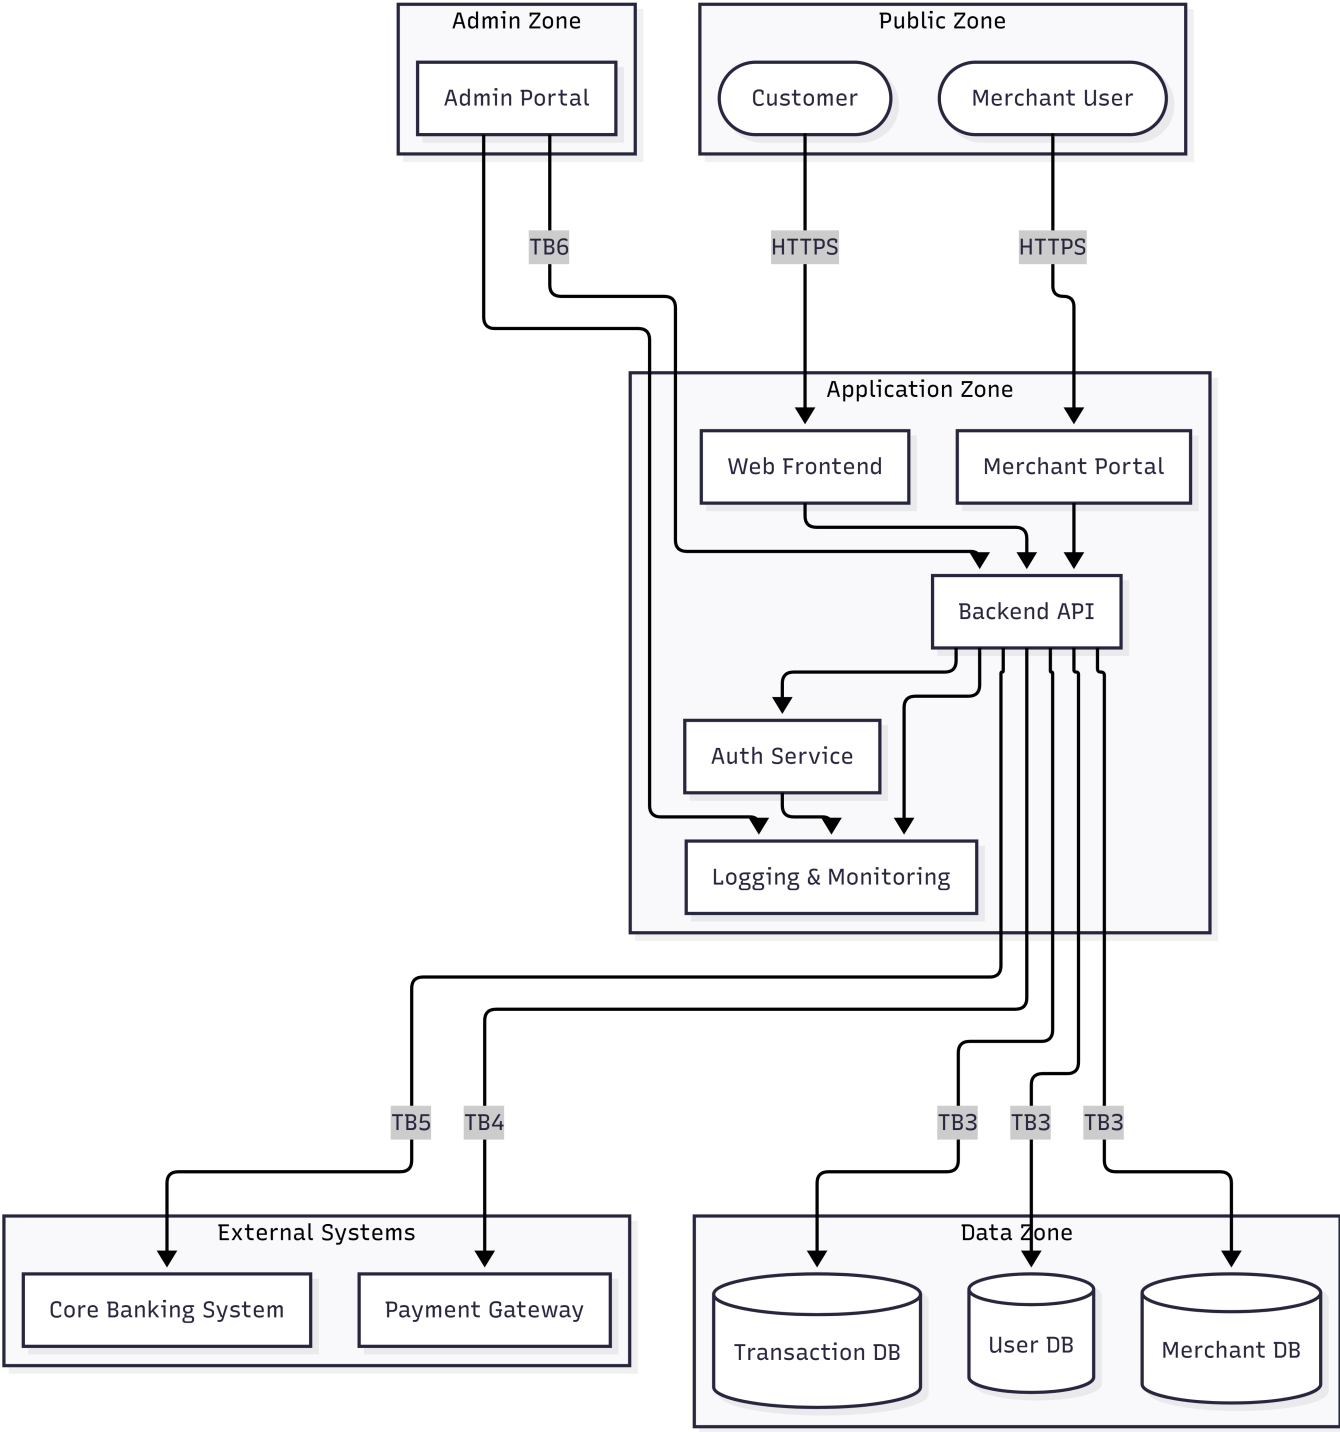 Admin Zone
Public Zone
Admin Portal
Customer
Merchant User
TB6
HTTPS
HTTPS
Application Zone
Web Frontend
Merchant Portal
Backend API
Auth Service
Logging & Monitoring
TB5
TB4
TB3
TB3
TB3
External Systems
Data Zone
Core Banking System
Payment Gateway
Transaction DB
User DB
Merchant DB